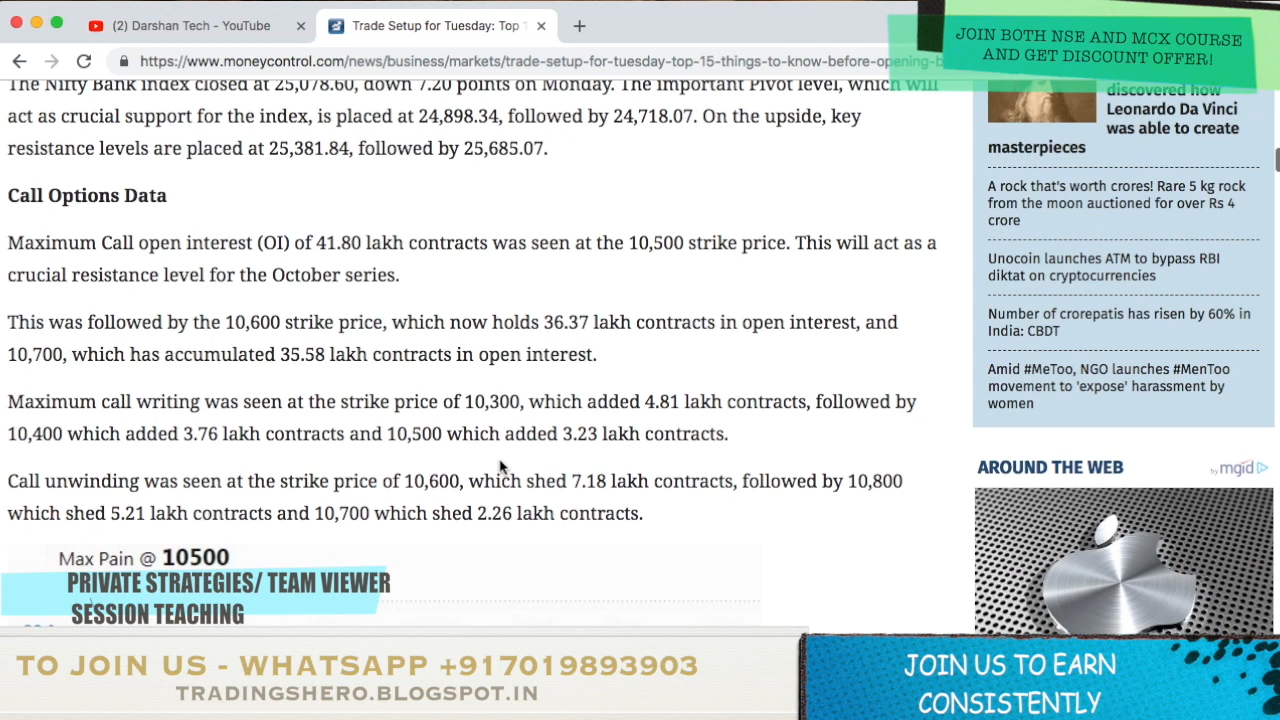 (2) Darshan Tech - YouTube
Trade Setup for Tuesday: Top 1
https://www.moneycontrol.com/news/business/markets/trade-setup-for-tuesday-top-15-things-to-know-before-opening-b
JOIN BOTH NSE AND MCX COURSE
AND GET DISCOUNT OFFER!
The Nifty Bank index closed at 25,078.60, down 7.20 points on Monday. The important Pivot level, which will
act as crucial support for the index, is placed at 24,898.34, followed by 24,718.07. On the upside, key
resistance levels are placed at 25,381.84, followed by 25,685.07.
Call Options Data
Maximum Call open interest (OI) of 41.80 lakh contracts was seen at the 10,500 strike price. This will act as a
crucial resistance level for the October series.
This was followed by the 10,600 strike price, which now holds 36.37 lakh contracts in open interest, and
10,700, which has accumulated 35.58 lakh contracts in open interest.
Maximum call writing was seen at the strike price of 10,300, which added 4.81 lakh contracts, followed by
10,400 which added 3.76 lakh contracts and 10,500 which added 3.23 lakh contracts.
Call unwinding was seen at the strike price of 10,600, which shed 7.18 lakh contracts, followed by 10,800
which shed 5.21 lakh contracts and 10,700 which shed 2.26 lakh contracts.
Max Pain @ 10500
PRIVATE STRATEGIES/ TEAM VIEWER
SESSION TEACHING
discovered how
Leonardo Da Vinci
was able to create
masterpieces
A rock that's worth crores! Rare 5 kg rock
from the moon auctioned for over Rs 4
crore
Unocoin launches ATM to bypass RBI
diktat on cryptocurrencies
Number of crorepatis has risen by 60% in
India: CBDT
Amid #MeToo, NGO launches #MenToo
movement to 'expose' harassment by
women
AROUND THE WEB
by mgid
TO JOIN US - WHATSAPP +917019893903
TRADINGSHERO.BLOGSPOT.IN
JOIN US TO EARN
CONSISTENTLY